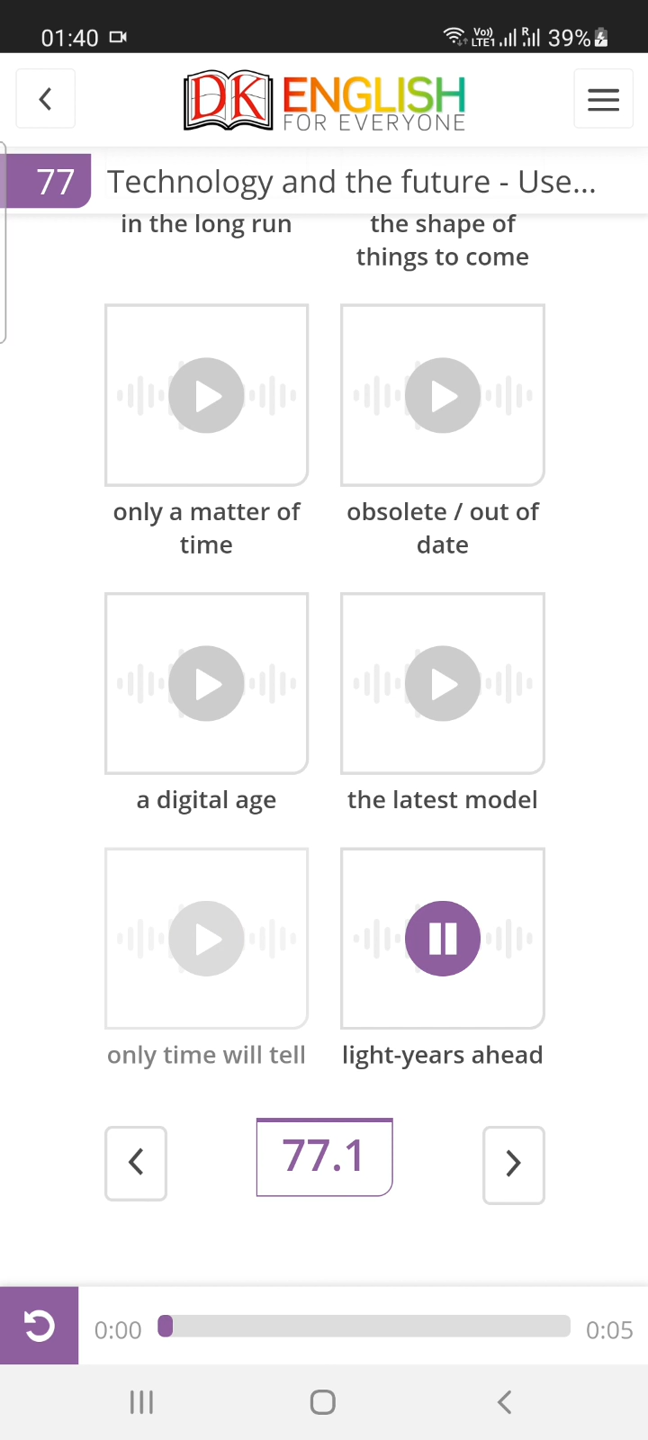 01:40
Vo)) R
LTE1 39%
DK ENGLISH
FOR EVERYONE
77 Technology and the future - Use...
in the long run the shape of
things to come
only a matter of obsolete / out of
time date
a digital age the latest model
only time will tell light-years ahead
77.1
0:00 0:05